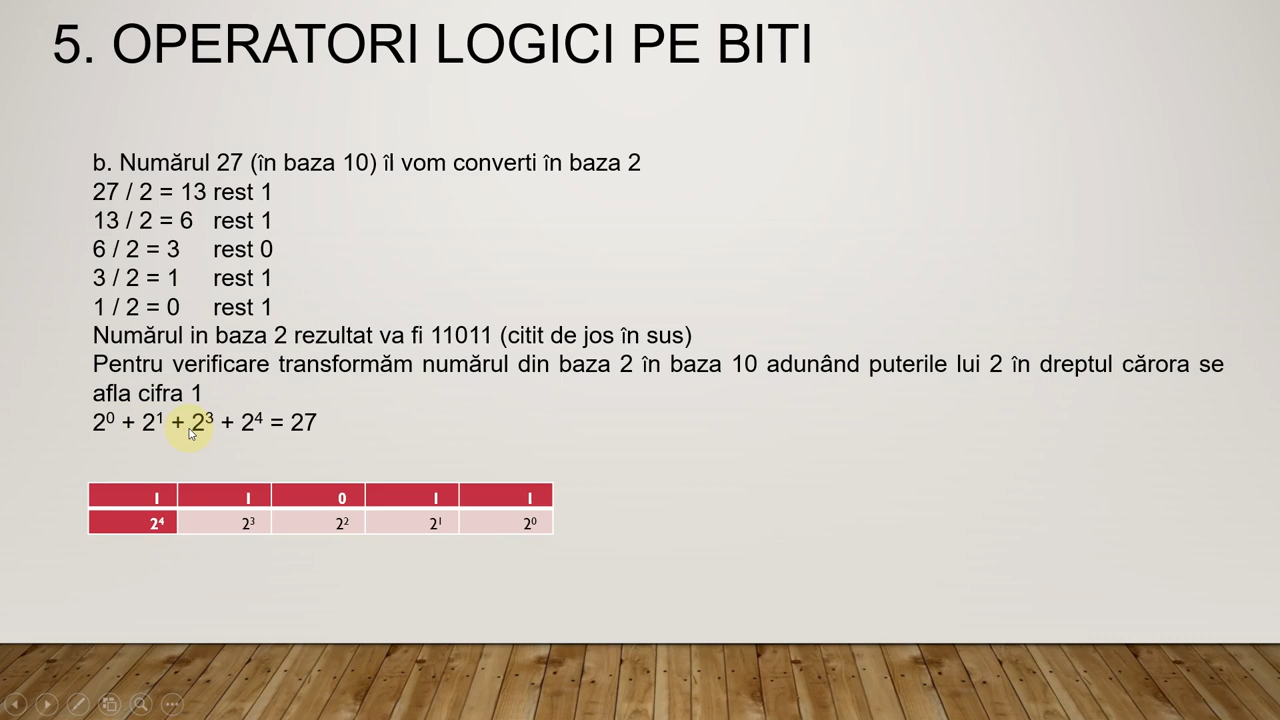 5. OPERATORI LOGICI PE BITI
b. Numărul 27 (în baza 10) îl vom converti în baza 2
27 / 2 = 13 rest 1
13 / 2 = 6 rest 1
6 / 2 = 3 rest 0
3 / 2 = 1 rest 1
1 / 2 = 0 rest 1
Numărul in baza 2 rezultat va fi 11011 (citit de jos în sus)
Pentru verificare transformăm numărul din baza 2 în baza 10 adunând puterile lui 2 în dreptul cărora se
afla cifra 1
2⁰ + 2¹ + 2³ + 2⁴ = 27
1 1 0 1 1
2⁴ 2³ 2² 2¹ 2⁰